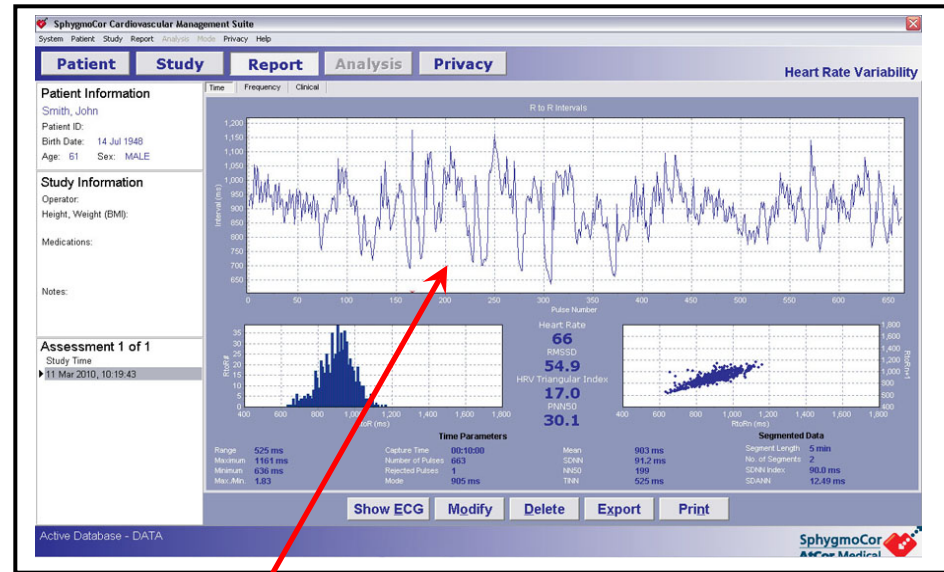 SphygmoCor Cardiovascular Management Suite
System Patient Study Report Analysis Mode Privacy Help
Patient Study Report Analysis Privacy
Heart Rate Variability
Patient Information
Smith, John
Patient ID:
Birth Date: 14 Jul 1948
Age: 61 Sex: MALE
Study Information
Operator:
Height, Weight (BMI):
Medications:
Notes:
Assessment 1 of 1
Study Time
11 Mar 2010, 10:19:43
Time Frequency Clinical
R to R Intervals
Interval (ms)
1,200
1,150
1,100
1,050
1,000
950
900
850
800
750
700
650
0 50 100 150 200 250 300 350 400 450 500 550 600 650
Pulse Number
RtoR#
35
30
25
20
15
10
5
0
400 600 800 1,000 1,200 1,400 1,600 1,800
RtoR (ms)
Heart Rate
66
RMSSD
54.9
HRV Triangular Index
17.0
PNN50
30.1
1,800
1,400
1,200
1,000
800
600
400
RtoRn+1
400 600 800 1,000 1,200 1,400 1,600 1,800
RtoRn (ms)
Time Parameters
Range 525 ms Capture Time 00:10:00 Mean 903 ms
Maximum 1161 ms Number of Pulses 663 SDNN 91.2 ms
Minimum 636 ms Rejected Pulses 1 NN50 199
Max./Min. 1.83 Mode 905 ms TINN 525 ms
Segmented Data
Segment Length 5 min
No. of Segments 2
SDNN Index 90.8 ms
SDANN 12.49 ms
Show ECG Modify Delete Export Print
Active Database - DATA
SphygmoCor
AtCor Medical